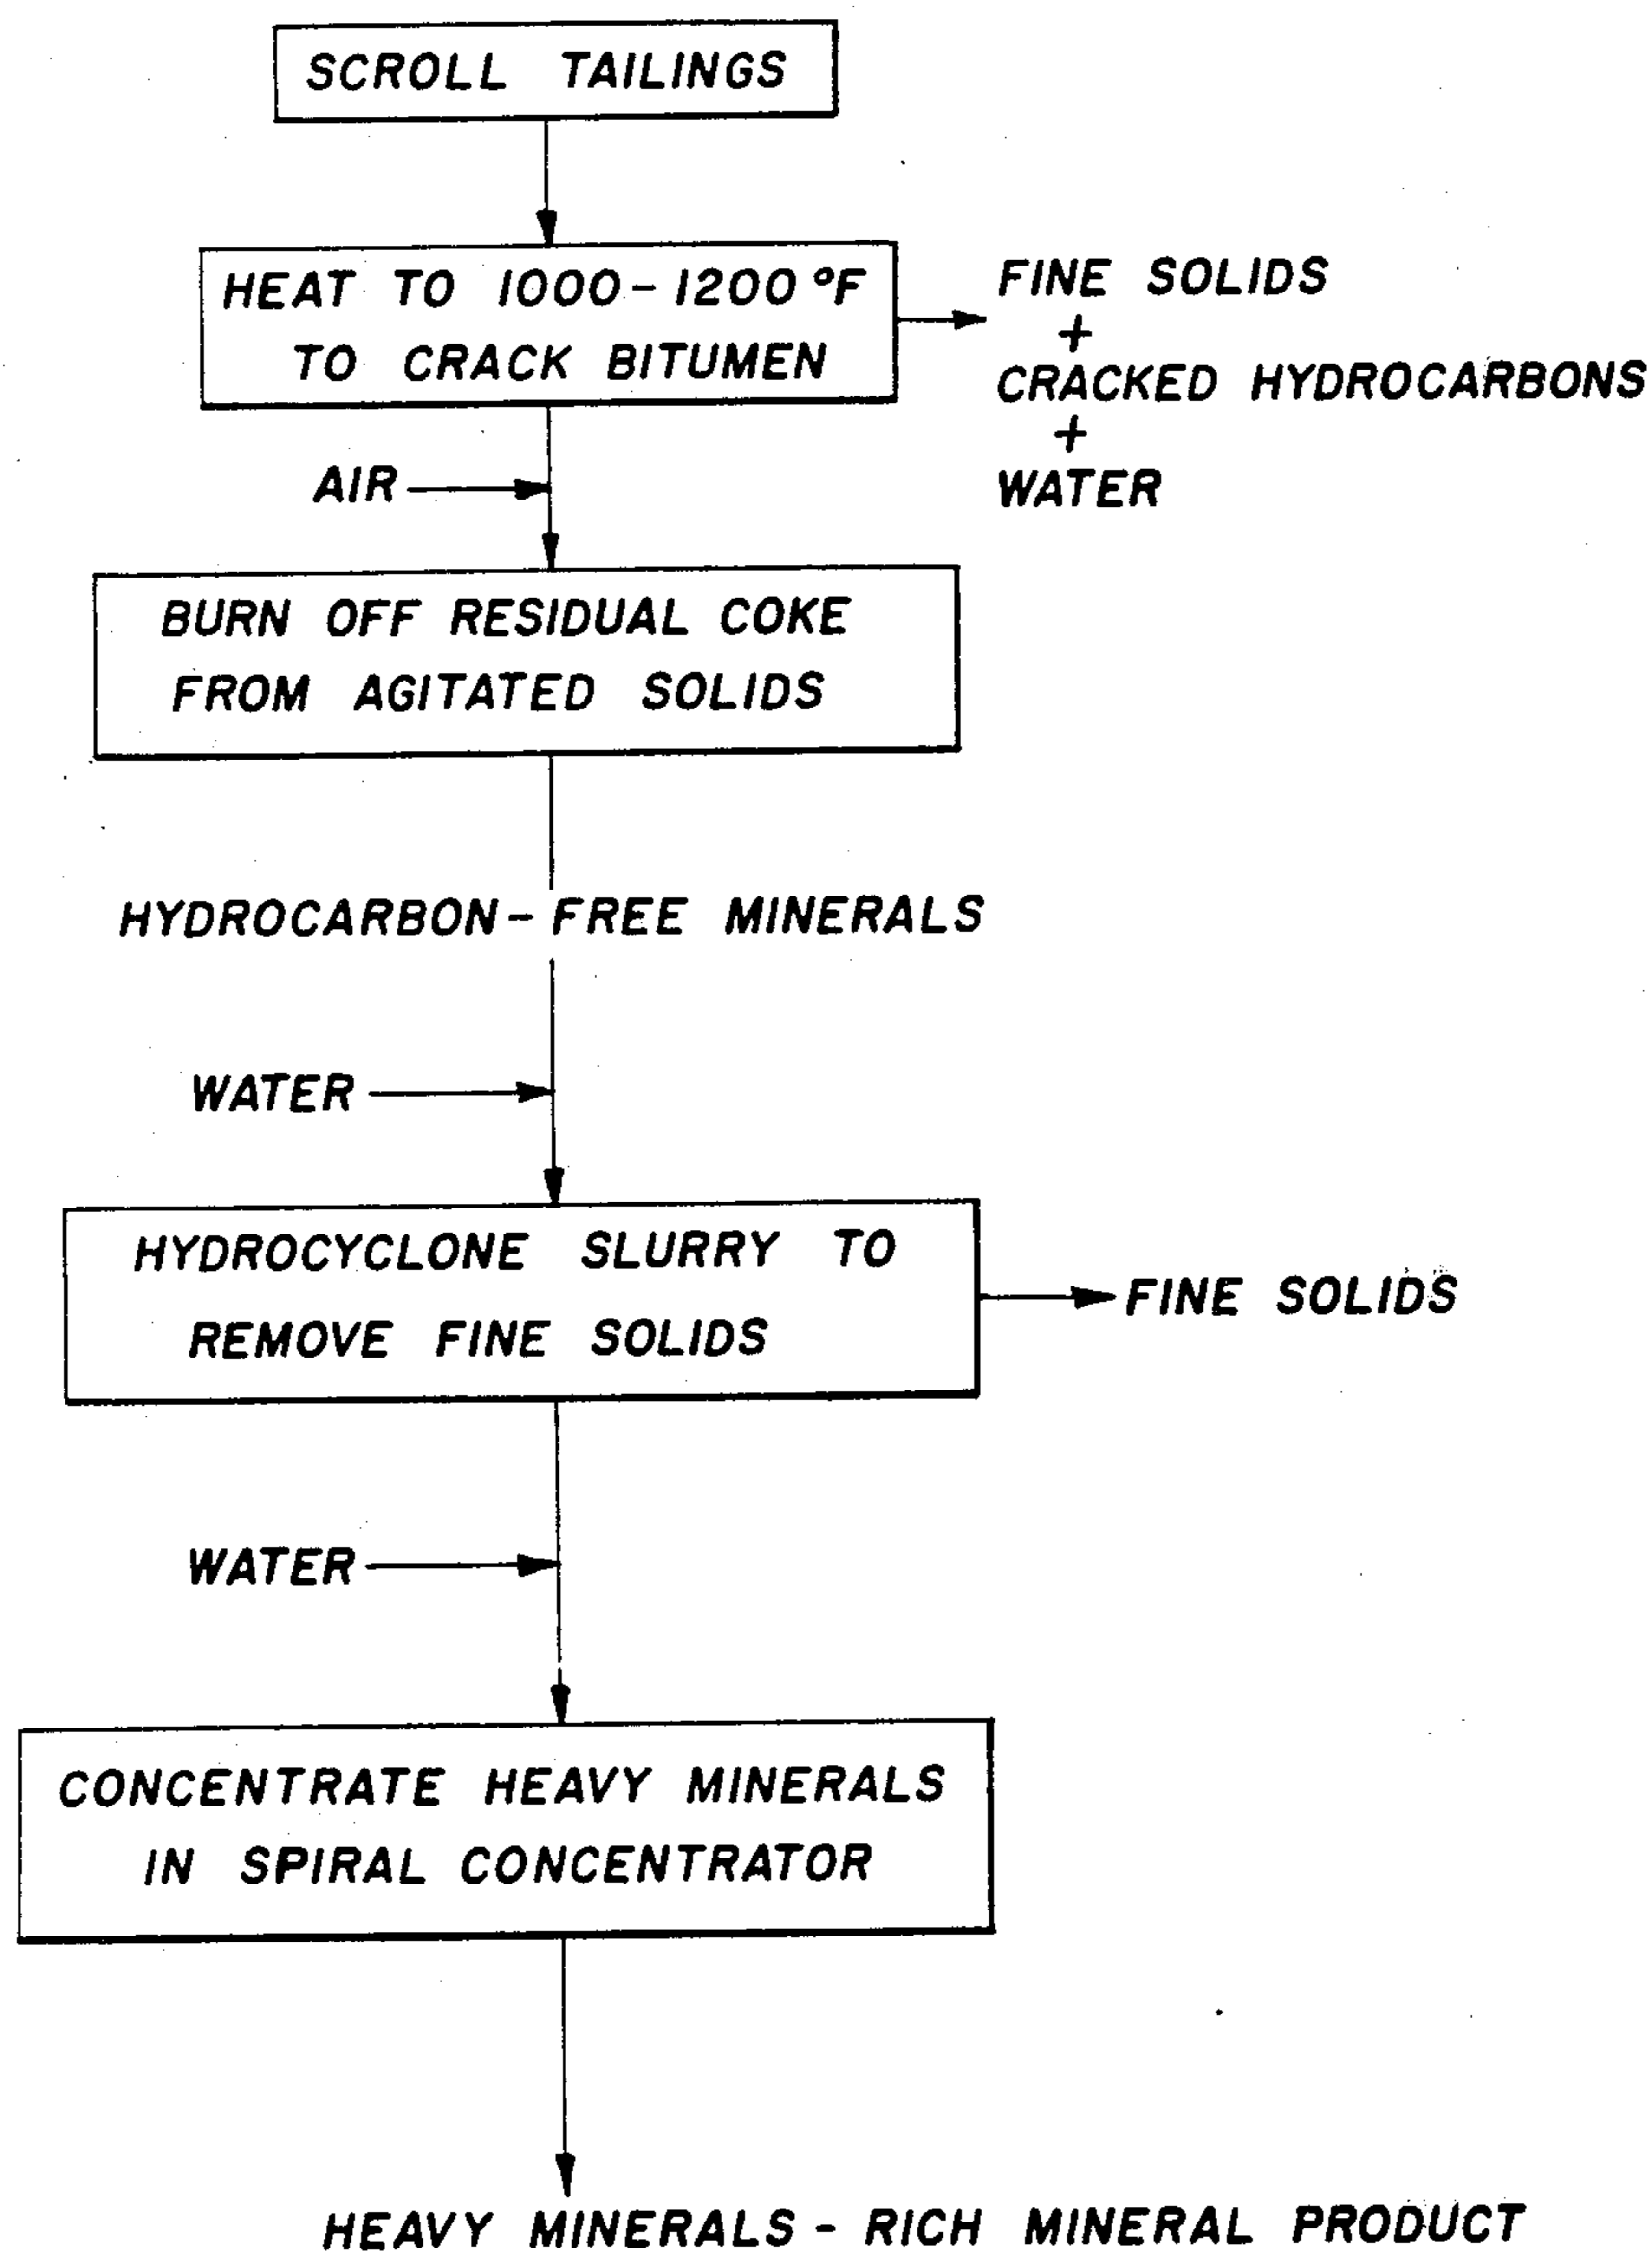 SCROLL TAILINGS
HEAT TO 1000-1200 °F
TO CRACK BITUMEN
FINE SOLIDS
+
CRACKED HYDROCARBONS
+
WATER
AIR
BURN OFF RESIDUAL COKE
FROM AGITATED SOLIDS
HYDROCARBON-FREE MINERALS
WATER
HYDROCYCLONE SLURRY TO
REMOVE FINE SOLIDS
FINE SOLIDS
WATER
CONCENTRATE HEAVY MINERALS
IN SPIRAL CONCENTRATOR
HEAVY MINERALS - RICH MINERAL PRODUCT